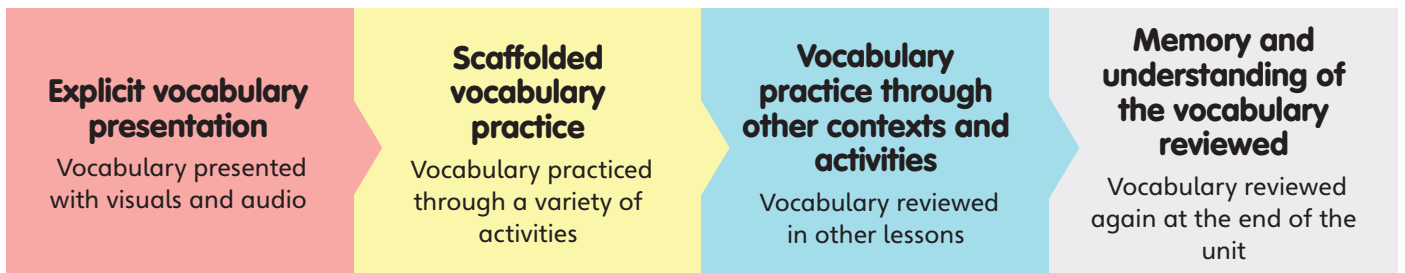 Explicit vocabulary
presentation
Vocabulary presented
with visuals and audio
Scaffolded
vocabulary
practice
Vocabulary practiced
through a variety of
activities
Vocabulary
practice through
other contexts and
activities
Vocabulary reviewed
in other lessons
Memory and
understanding of
the vocabulary
reviewed
Vocabulary reviewed
again at the end of the
unit